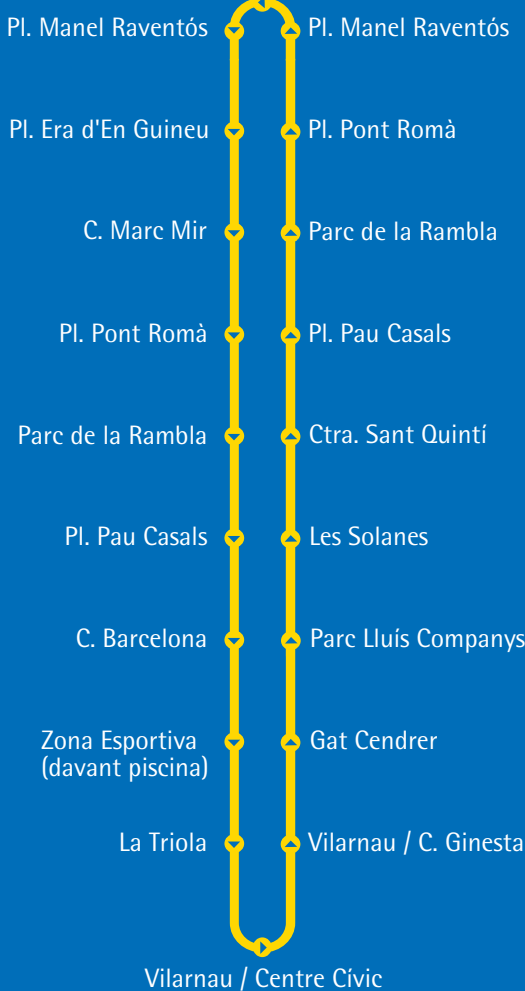 Pl. Manel Raventós
Pl. Era d'En Guineu
C. Marc Mir
Pl. Pont Romà
Parc de la Rambla
Pl. Pau Casals
C. Barcelona
Zona Esportiva
(davant piscina)
La Triola
Vilarnau / Centre Cívic
Pl. Manel Raventós
Pl. Pont Romà
Parc de la Rambla
Pl. Pau Casals
Ctra. Sant Quintí
Les Solanes
Parc Lluís Companys
Gat Cendrer
Vilarnau / C. Ginesta